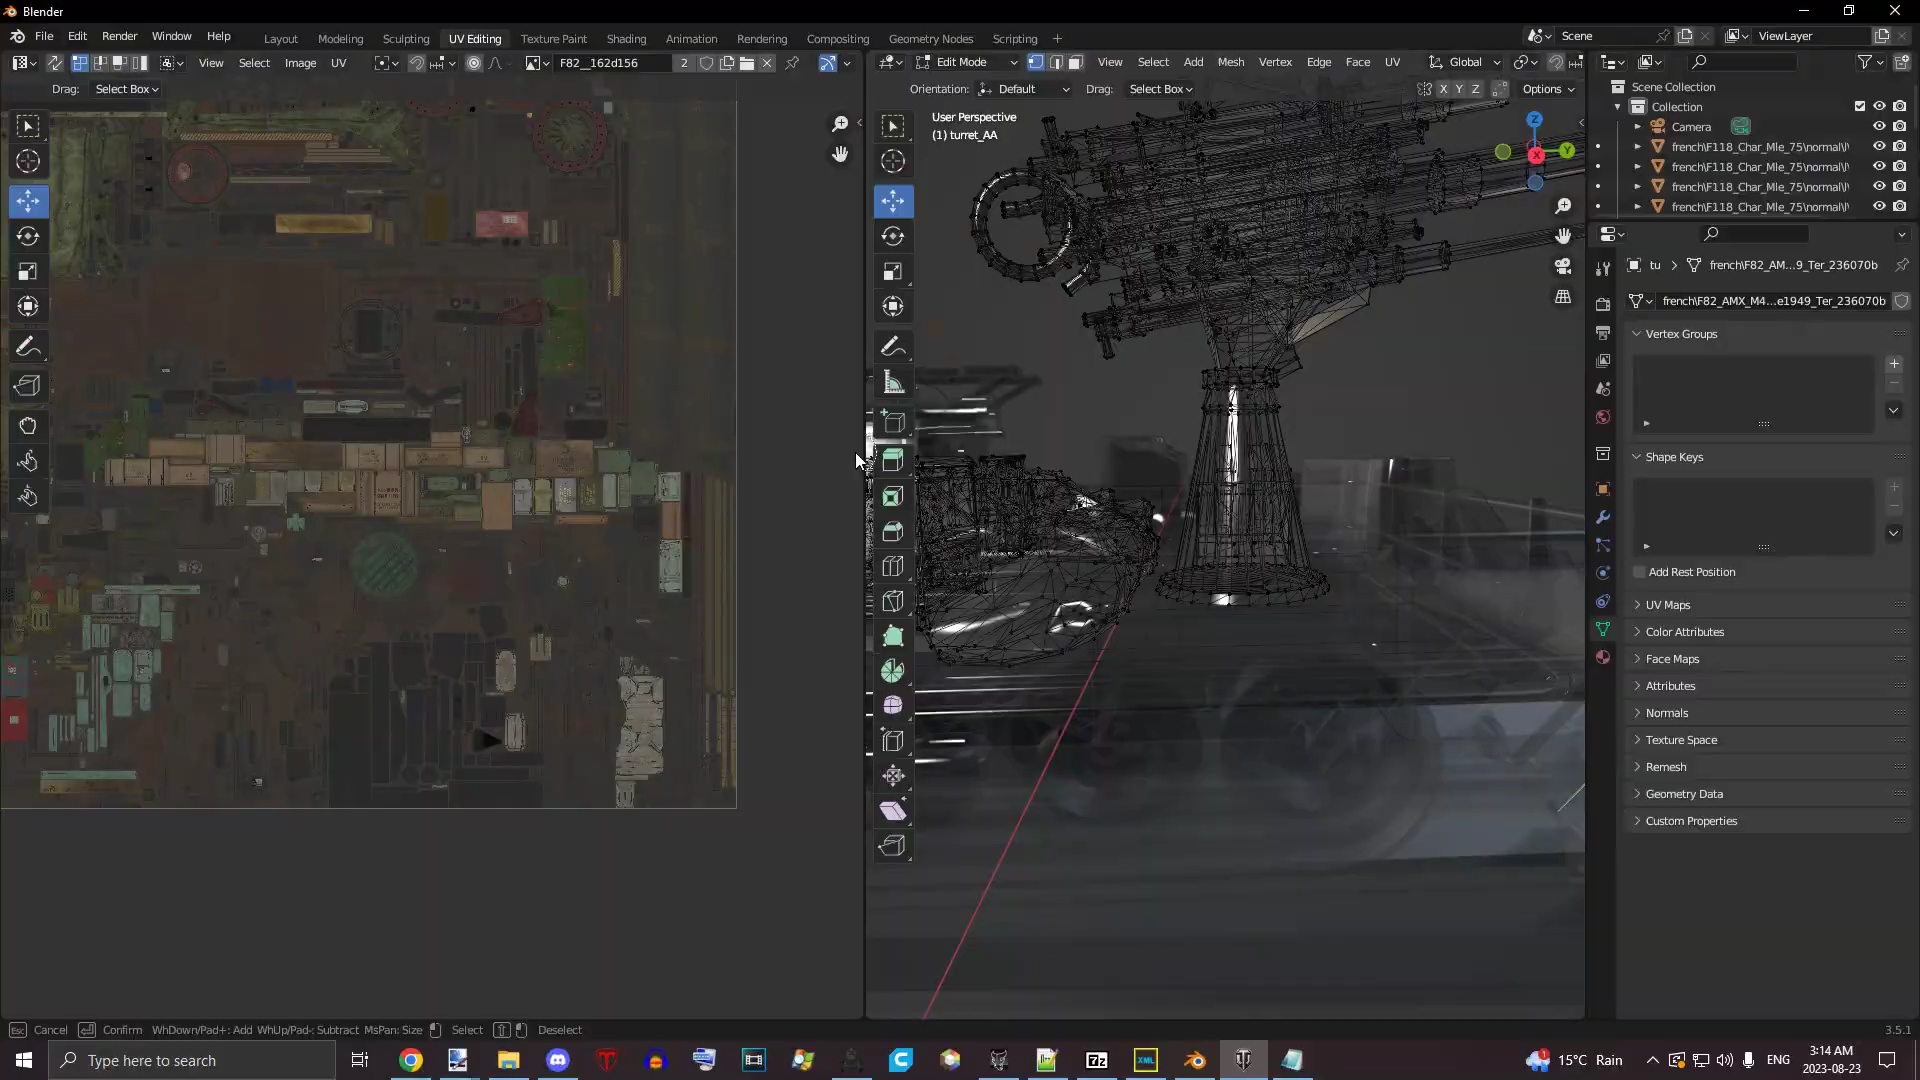 Blender
File Edit Render Window Help
Layout Modeling Sculpting UV Editing Texture Paint Shading Animation Rendering Compositing Geometry Nodes Scripting
Scene
ViewLayer
View Select Image UV
F82__162d156
2
Edit Mode
View Select Add Mesh Vertex Edge Face UV
Global
Drag: Select Box
Orientation: Default Drag: Select Box
X Y Z
Options
User Perspective
(1) turret_AA
Z
Y
X
Scene Collection
Collection
Camera
french\F118_Char_Mle_75\normal\l
french\F118_Char_Mle_75\normal\l
french\F118_Char_Mle_75\normal\l
french\F118_Char_Mle_75\normal\l
tu
french\F82_AM...9_Ter_236070b
french\F82_AMX_M4...e1949_Ter_236070b
Vertex Groups
Shape Keys
Add Rest Position
UV Maps
Color Attributes
Face Maps
Attributes
Normals
Texture Space
Remesh
Geometry Data
Custom Properties
Esc Cancel Confirm WhDown/Pad+: Add WhUp/Pad-: Subtract MsPan: Size Select Deselect
3.5.1
Type here to search
7z
XML
1
15°C Rain
ENG
3:14 AM
2023-08-23